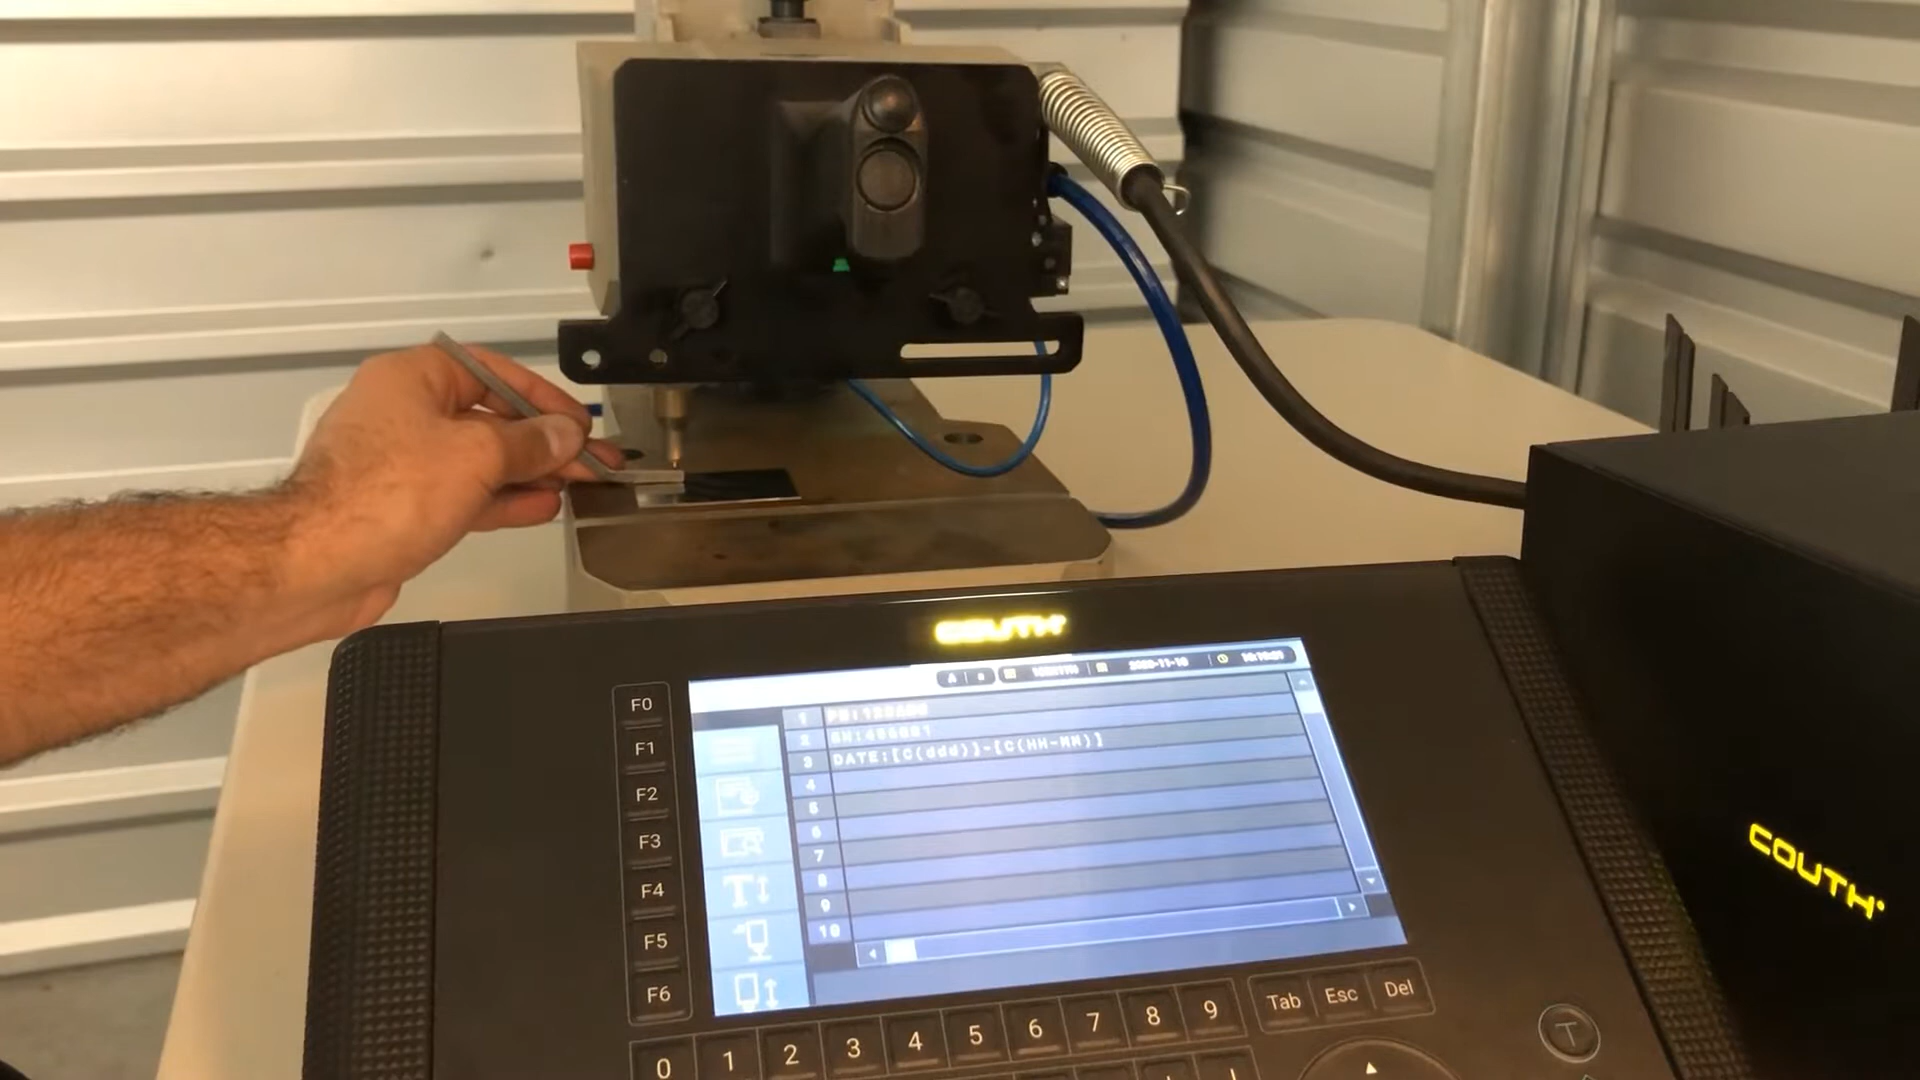 COUTH
1
2
3 DATE:[C(ddd)]-[C(HH-MM)]
4
5
6
7
8
9
10
F0
F1
F2
F3
F4
F5
F6
0 1 2 3 4 5 6 7 8 9
Tab Esc Del
T
COUTH